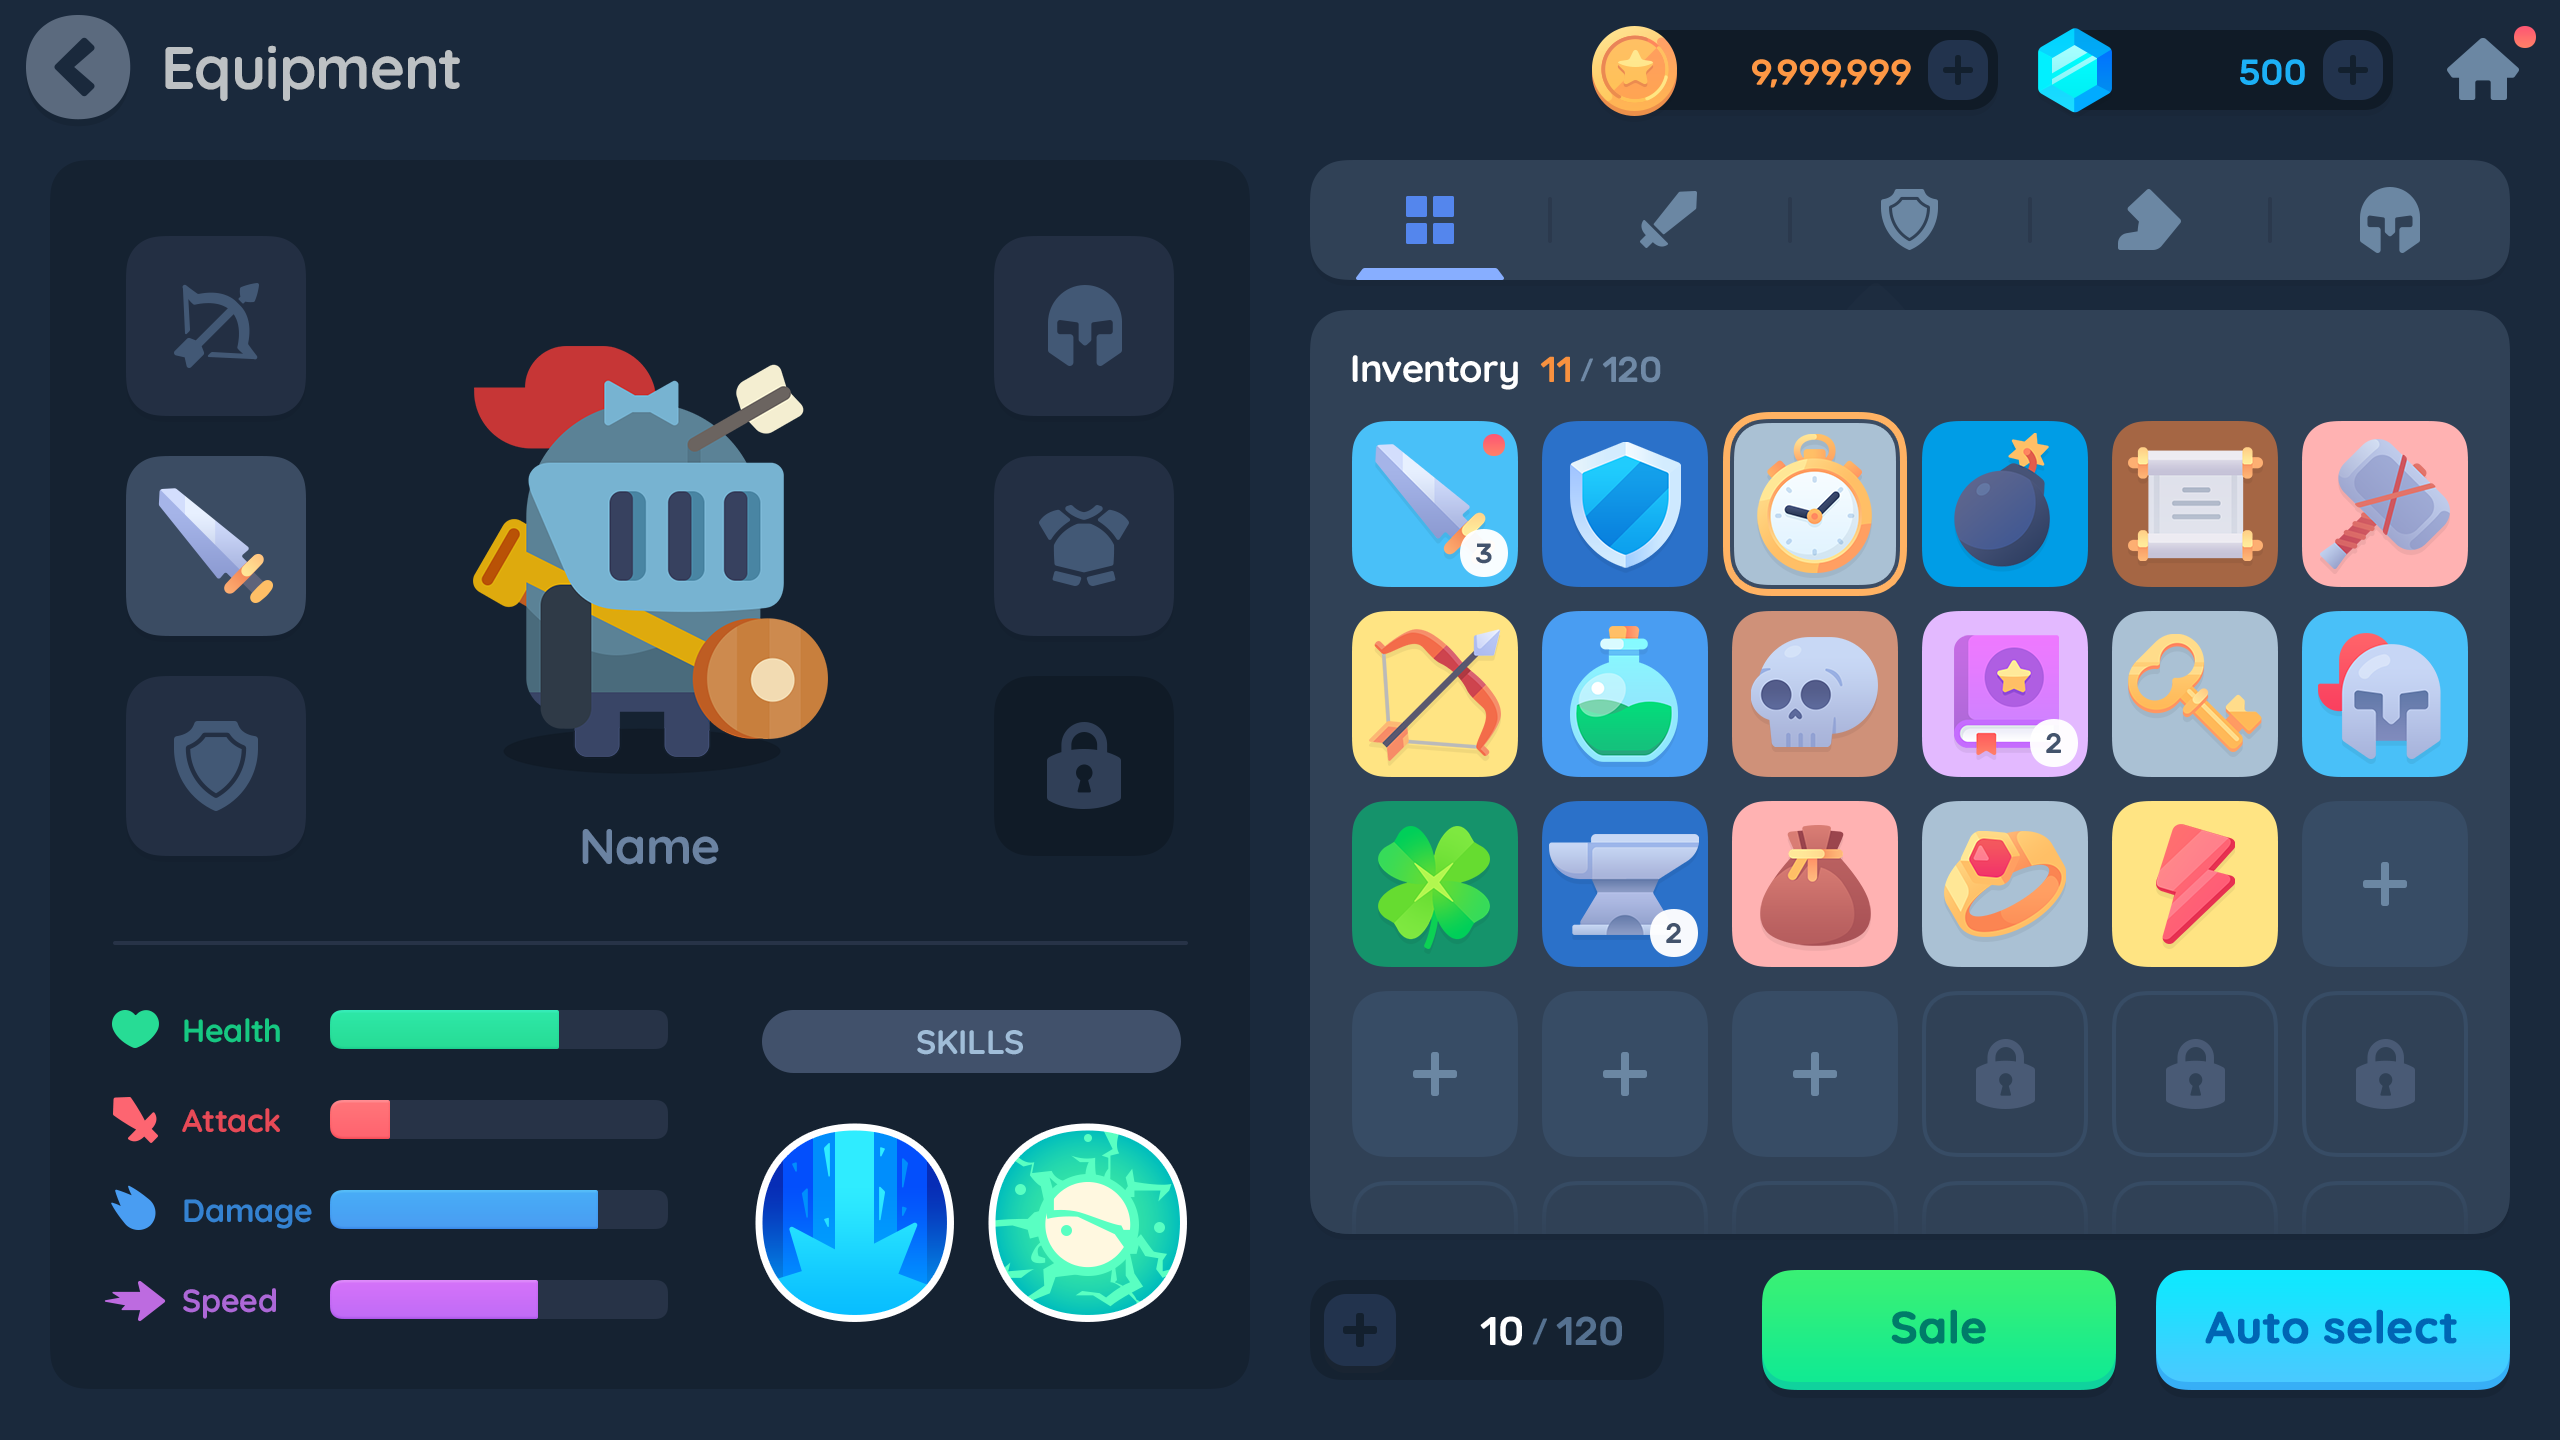 Equipment
9,999,999
500
Inventory 11 / 120
3
2
2
Name
Health
Attack
Damage
Speed
SKILLS
10 / 120
Sale
Auto select